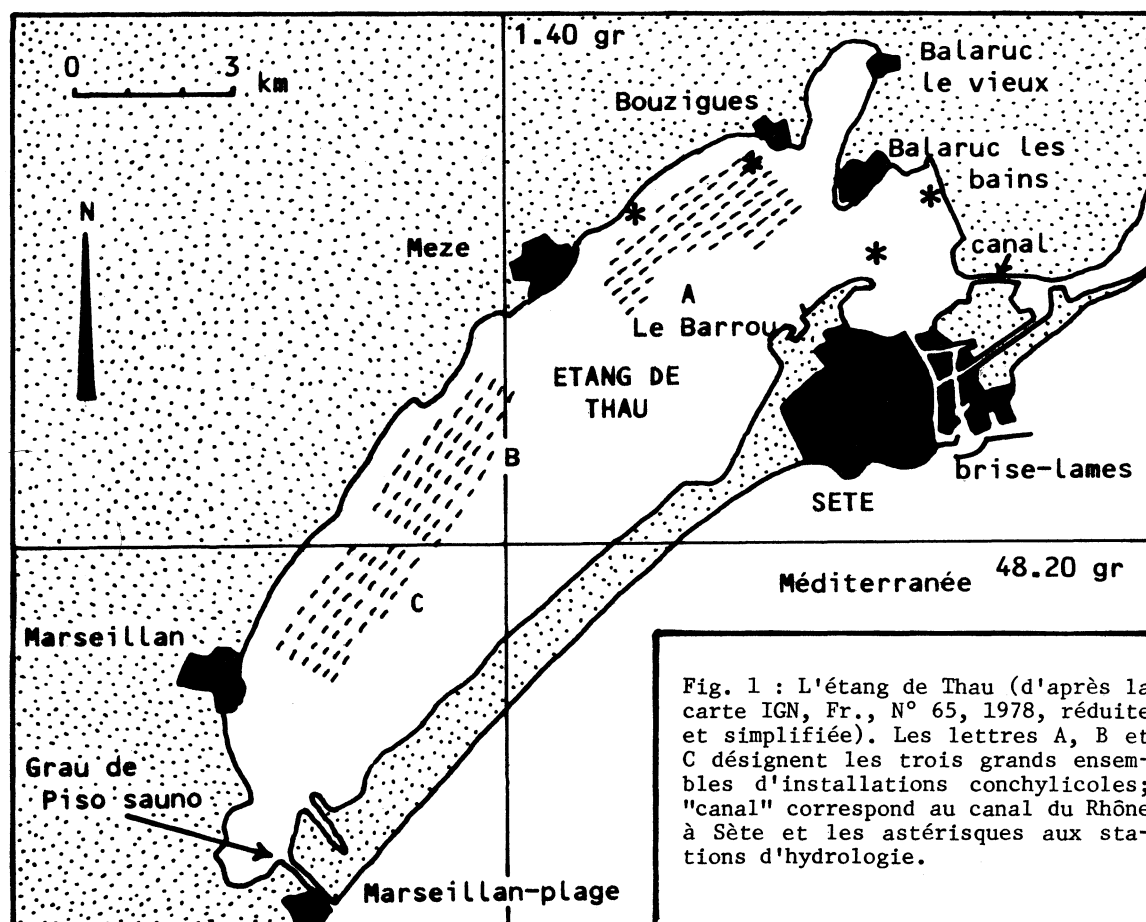 1.40 gr
0 3
km
Balaruc
le vieux
Bouzigues
Balaruc les
bains
N
Meze
canal
A
Le Barrou
ETANG DE
THAU
B
brise-lames
SETE
48.20 gr
Méditerranée
C
Marseillan
Grau de
Piso sauno
Marseillan-plage
Fig. 1 : L'étang de Thau (d'après la
carte IGN, Fr., N° 65, 1978, réduite
et simplifiée). Les lettres A, B et
C désignent les trois grands ensem-
bles d'installations conchylicoles;
"canal" correspond au canal du Rhône
à Sète et les astérisques aux sta-
tions d'hydrologie.